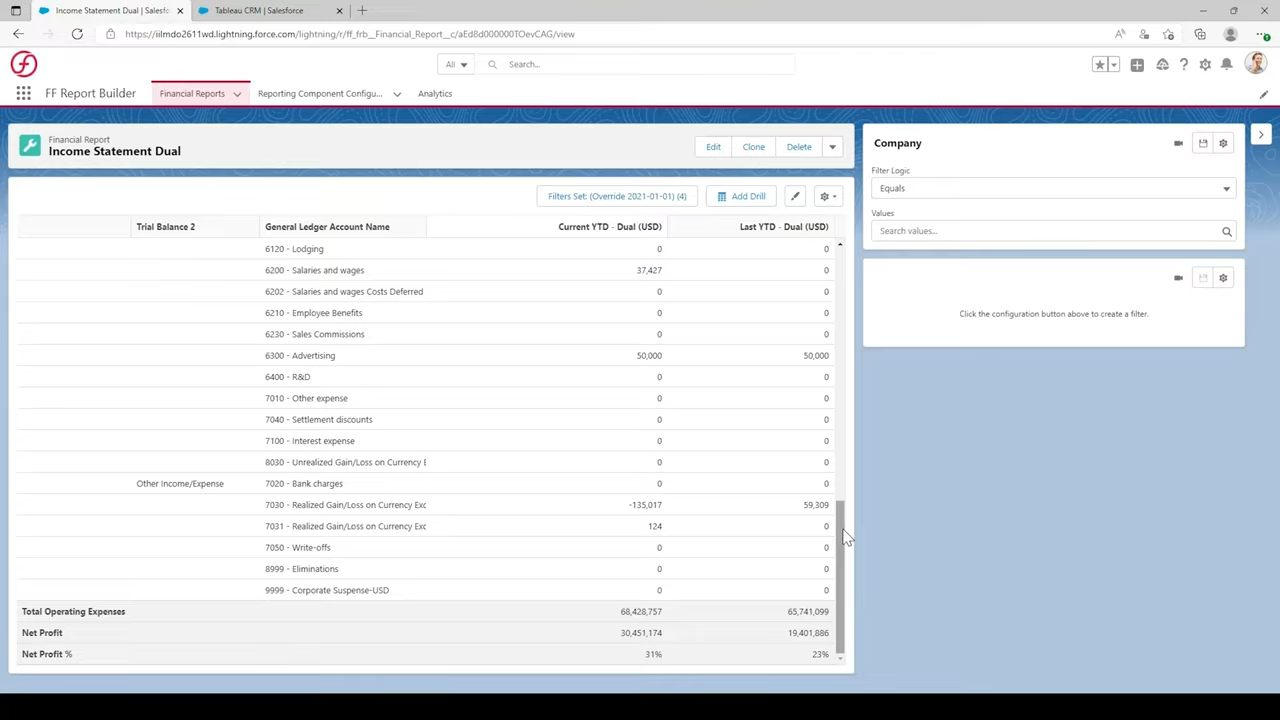 Income Statement Dual | Salesfo
Tableau CRM | Salesforce
https://iilmdo2611wd.lightning.force.com/lightning/r/ff_frb__Financial_Report__c/aEd8d000000TOevCAG/view
All
Search...
FF Report Builder
Financial Reports
Reporting Component Configu...
Analytics
Financial Report
Income Statement Dual
Edit
Clone
Delete
Filters Set: (Override 2021-01-01) (4)
Add Drill
Trial Balance 2 General Ledger Account Name Current YTD - Dual (USD) Last YTD - Dual (USD)
6120 - Lodging 0 0
6200 - Salaries and wages 37,427 0
6202 - Salaries and wages Costs Deferred 0 0
6210 - Employee Benefits 0 0
6230 - Sales Commissions 0 0
6300 - Advertising 50,000 50,000
6400 - R&D 0 0
7010 - Other expense 0 0
7040 - Settlement discounts 0 0
7100 - Interest expense 0 0
8030 - Unrealized Gain/Loss on Currency E 0 0
Other Income/Expense 7020 - Bank charges 0 0
7030 - Realized Gain/Loss on Currency Exc -135,017 59,309
7031 - Realized Gain/Loss on Currency Exc 124 0
7050 - Write-offs 0 0
8999 - Eliminations 0 0
9999 - Corporate Suspense-USD 0 0
Total Operating Expenses 68,428,757 65,741,099
Net Profit 30,451,174 19,401,886
Net Profit % 31% 23%
Company
Filter Logic
Equals
Values
Search values...
Click the configuration button above to create a filter.